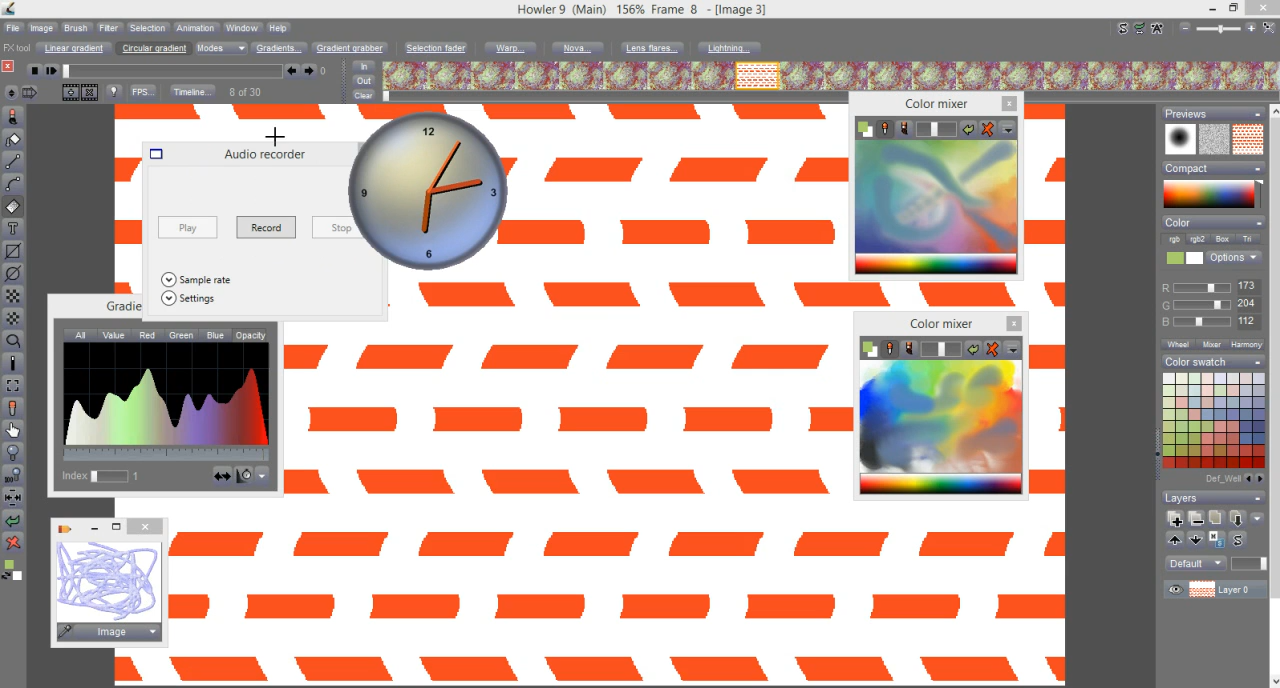 Howler 9 (Main) 156% Frame 8 - [Image 3]
File Image Brush Filter Selection Animation Window Help
FX tool Linear gradient Circular gradient Modes Gradients... Gradient grabber Selection fader Warp... Nova... Lens flares... Lightning...
0 In
Out
FPS... Timeline... 8 of 30 Clear
Audio recorder
Play Record Stop
Sample rate
Settings
12
9 3
6
Color mixer
Color mixer
Gradie
All Value Red Green Blue Opacity
Index 1
Image
Previews
Compact
Color
rgb rgb2 Box Tri
Options
R 173
G 204
B 112
Wheel Mixer Harmony
Color swatch
Def_Well
Layers
Default
Layer 0